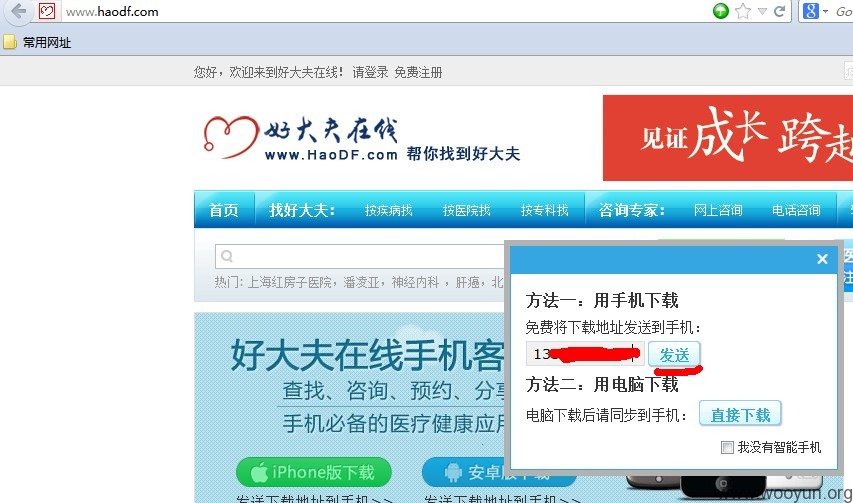 www.haodf.com
Go
常用网址
您好，欢迎来到好大夫在线！ 请登录 免费注册
好大夫在线
www.HaoDF.com 帮你找到好大夫
见证成长 跨越
首页 找好大夫： 按疾病找 按医院找 按专科找 咨询专家： 网上咨询 电话咨询
热门：上海红房子医院，潘凌亚，神经内科 ，肝癌，北
好大夫在线手机客
查找、咨询、预约、分享
手机必备的医疗健康应用
iPhone版下载 安卓版下载
发送下载地址到手机>> 发送下载地址到手机>>
方法一：用手机下载
免费将下载地址发送到手机：
13 发送
方法二：用电脑下载
电脑下载后请同步到手机： 直接下载
我没有智能手机
www.wooyun.org